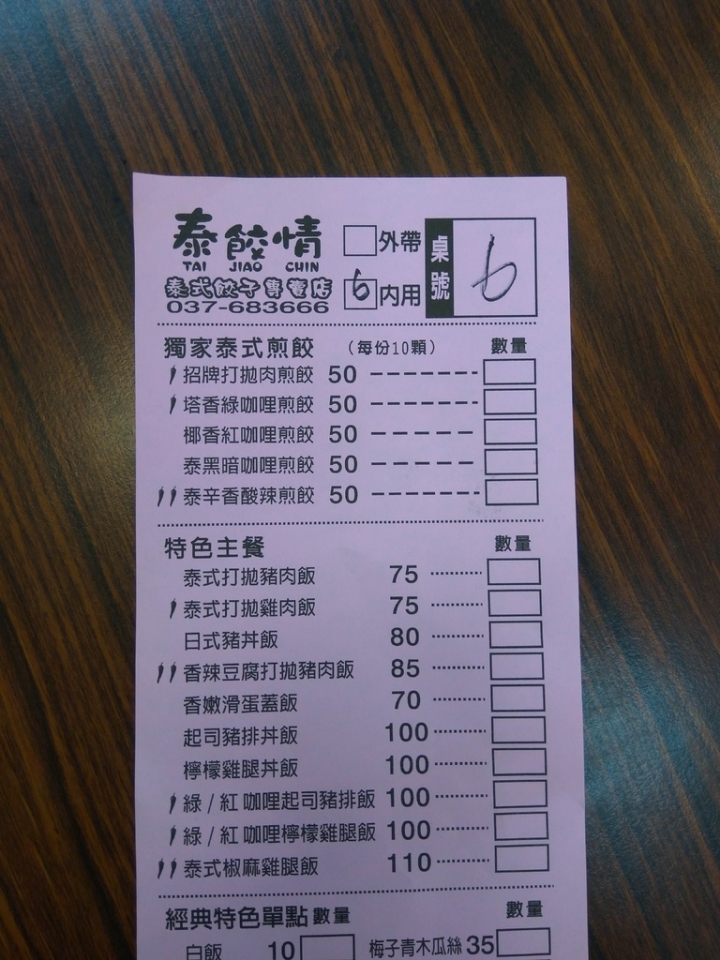 泰餃情
TAI JIAO CHIN
泰式餃子專賣店
037-683666
外帶
6 內用
桌號 6
獨家泰式煎餃 (每份10顆) 數量
招牌打拋肉煎餃 50
塔香綠咖哩煎餃 50
椰香紅咖哩煎餃 50
泰黑暗咖哩煎餃 50
泰辛香酸辣煎餃 50
特色主餐 數量
泰式打拋豬肉飯 75
泰式打拋雞肉飯 75
日式豬丼飯 80
香辣豆腐打拋豬肉飯 85
香嫩滑蛋蓋飯 70
起司豬排丼飯 100
檸檬雞腿丼飯 100
綠/紅咖哩起司豬排飯 100
綠/紅咖哩檸檬雞腿飯 100
泰式椒麻雞腿飯 110
經典特色單點 數量 數量
白飯 10 梅子青木瓜絲 35